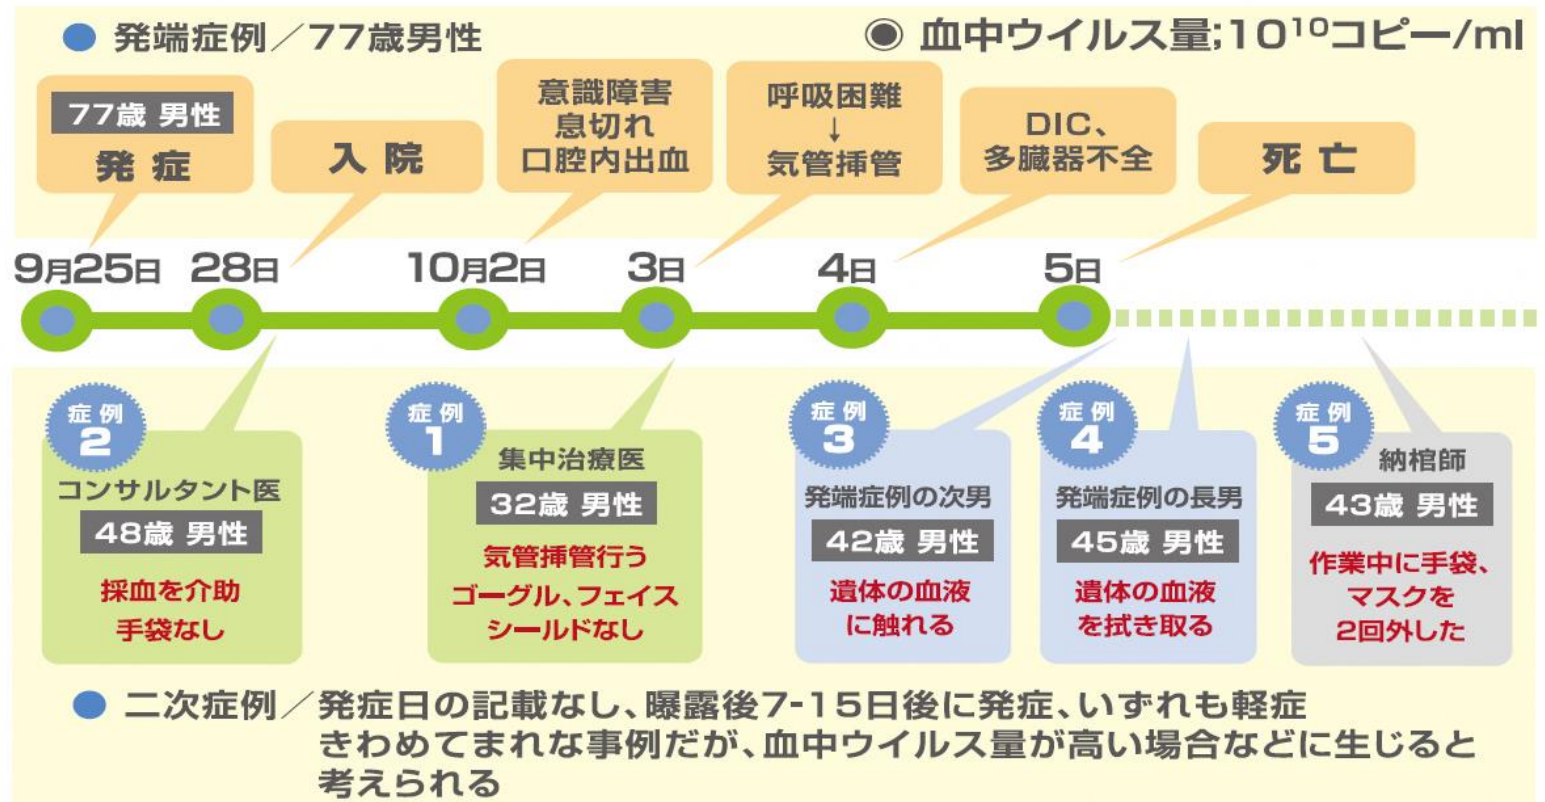 ● 発端症例／77歳男性
◉ 血中ウイルス量;10¹⁰コピー/ml
77歳 男性
発 症
入 院
意識障害
息切れ
口腔内出血
呼吸困難
↓
気管挿管
DIC、
多臓器不全
死 亡
9月25日
28日
10月2日
3日
4日
5日
症 例
2
コンサルタント医
48歳 男性
採血を介助
手袋なし
症 例
1
集中治療医
32歳 男性
気管挿管行う
ゴーグル、フェイス
シールドなし
症 例
3
発端症例の次男
42歳 男性
遺体の血液
に触れる
症 例
4
発端症例の長男
45歳 男性
遺体の血液
を拭き取る
症 例
5
納棺師
43歳 男性
作業中に手袋、
マスクを
2回外した
● 二次症例／発症日の記載なし、曝露後7-15日後に発症、いずれも軽症
きわめてまれな事例だが、血中ウイルス量が高い場合などに生じると
考えられる